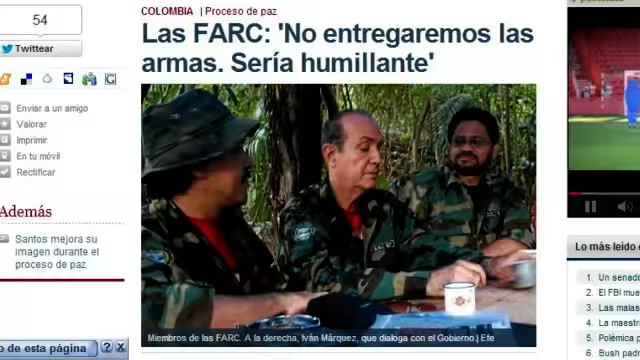 54
Twittear
Enviar a un amigo
Valorar
Imprimir
En tu móvil
Rectificar
Además
Santos mejora su
imagen durante el
proceso de paz
o de esta página
COLOMBIA | Proceso de paz
Las FARC: 'No entregaremos las
armas. Sería humillante'
Miembros de las FARC. A la derecha, Iván Márquez, que dialoga con el Gobierno.| Efe
Lo más leído
1. Un senado
2. El FBI mue
3. Las malas
4. La maestra
5. Polémica p
6. Bush pad